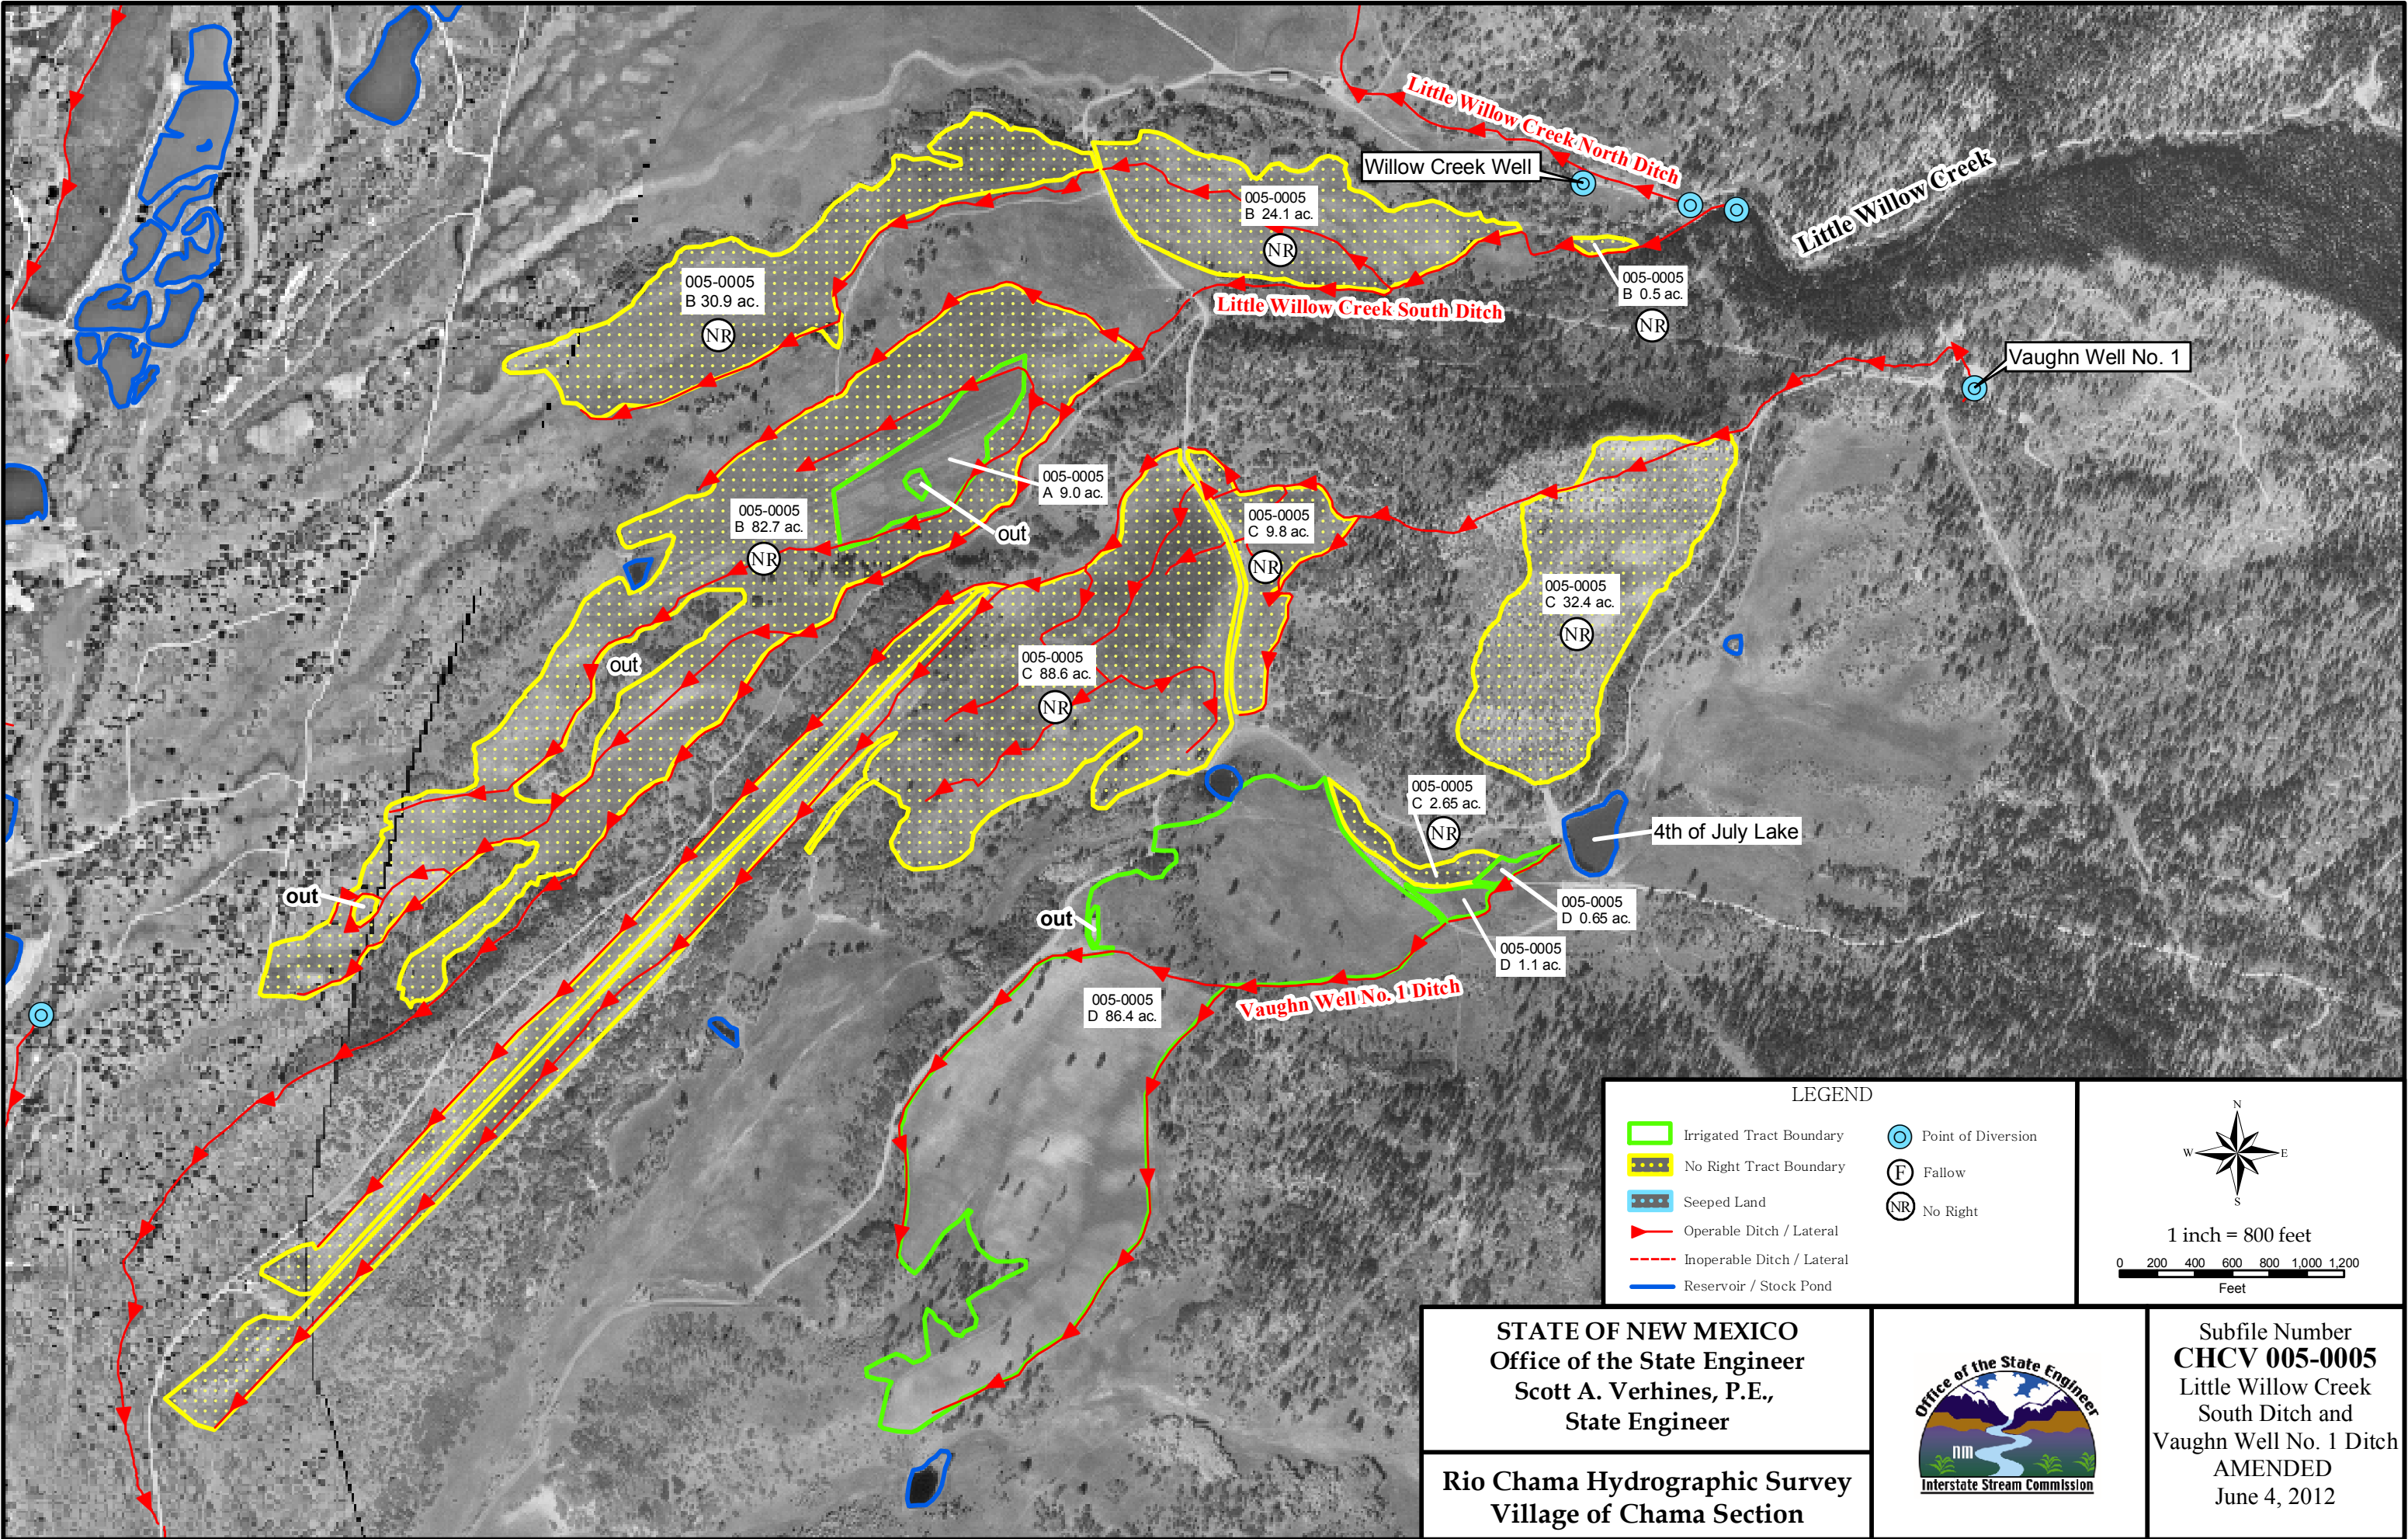 Little Willow Creek North Ditch
Willow Creek Well
Little Willow Creek
005-0005
B 24.1 ac.
NR
005-0005
B 30.9 ac.
NR
005-0005
B 0.5 ac.
NR
Little Willow Creek South Ditch
Vaughn Well No. 1
005-0005
A 9.0 ac.
out
005-0005
B 82.7 ac.
NR
005-0005
C 9.8 ac.
NR
005-0005
C 32.4 ac.
NR
out
005-0005
C 88.6 ac.
NR
005-0005
C 2.65 ac.
NR
4th of July Lake
out
005-0005
D 0.65 ac.
out
005-0005
D 1.1 ac.
005-0005
D 86.4 ac.
Vaughn Well No. 1 Ditch
LEGEND
Irrigated Tract Boundary
No Right Tract Boundary
Seeped Land
Operable Ditch / Lateral
Inoperable Ditch / Lateral
Reservoir / Stock Pond
Point of Diversion
F Fallow
NR No Right
N
W E
S
1 inch = 800 feet
0 200 400 600 800 1,000 1,200
Feet
STATE OF NEW MEXICO
Office of the State Engineer
Scott A. Verhines, P.E.,
State Engineer
Rio Chama Hydrographic Survey
Village of Chama Section
Office of the State Engineer
nm
Interstate Stream Commission
Subfile Number
CHCV 005-0005
Little Willow Creek
South Ditch and
Vaughn Well No. 1 Ditch
AMENDED
June 4, 2012